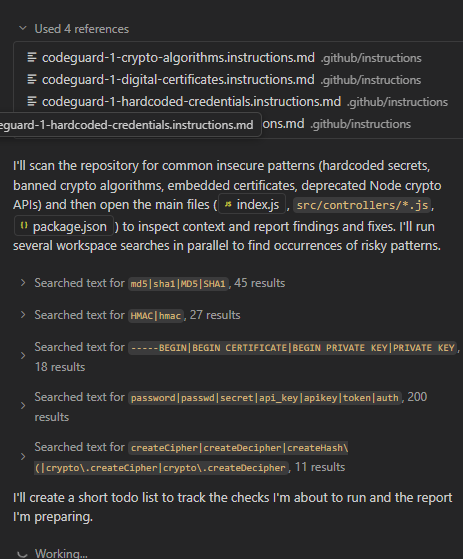 Used 4 references
codeguard-1-crypto-algorithms.instructions.md .github/instructions
codeguard-1-digital-certificates.instructions.md .github/instructions
codeguard-1-hardcoded-credentials.instructions.md .github/instructions
eguard-1-hardcoded-credentials.instructions.md ons.md .github/instructions
I'll scan the repository for common insecure patterns (hardcoded secrets,
banned crypto algorithms, embedded certificates, deprecated Node crypto
APIs) and then open the main files ( JS index.js , src/controllers/*.js,
{} package.json ) to inspect context and report findings and fixes. I'll run
several workspace searches in parallel to find occurrences of risky patterns.
Searched text for md5|sha1|MD5|SHA1, 45 results
Searched text for HMAC|hmac, 27 results
Searched text for -----BEGIN|BEGIN CERTIFICATE|BEGIN PRIVATE KEY|PRIVATE KEY,
18 results
Searched text for password|passwd|secret|api_key|apikey|token|auth, 200
results
Searched text for createCipher|createDecipher|createHash\
(|crypto\.createCipher|crypto\.createDecipher, 11 results
I'll create a short todo list to track the checks I'm about to run and the report
I'm preparing.
Working...